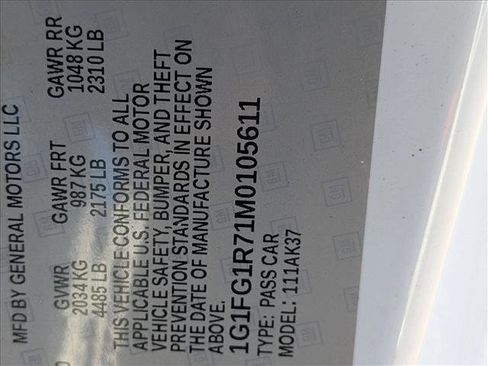 MFD BY GENERAL MOTORS LLC
GVWR GAWR FRT GAWR RR
2034 KG 987 KG 1048 KG
4485 LB 2175 LB 2310 LB
THIS VEHICLE CONFORMS TO ALL
APPLICABLE U.S. FEDERAL MOTOR
VEHICLE SAFETY, BUMPER, AND THEFT
PREVENTION STANDARDS IN EFFECT ON
THE DATE OF MANUFACTURE SHOWN
ABOVE.
1G1FG1R71M0105611
TYPE: PASS CAR
MODEL: 111AK37